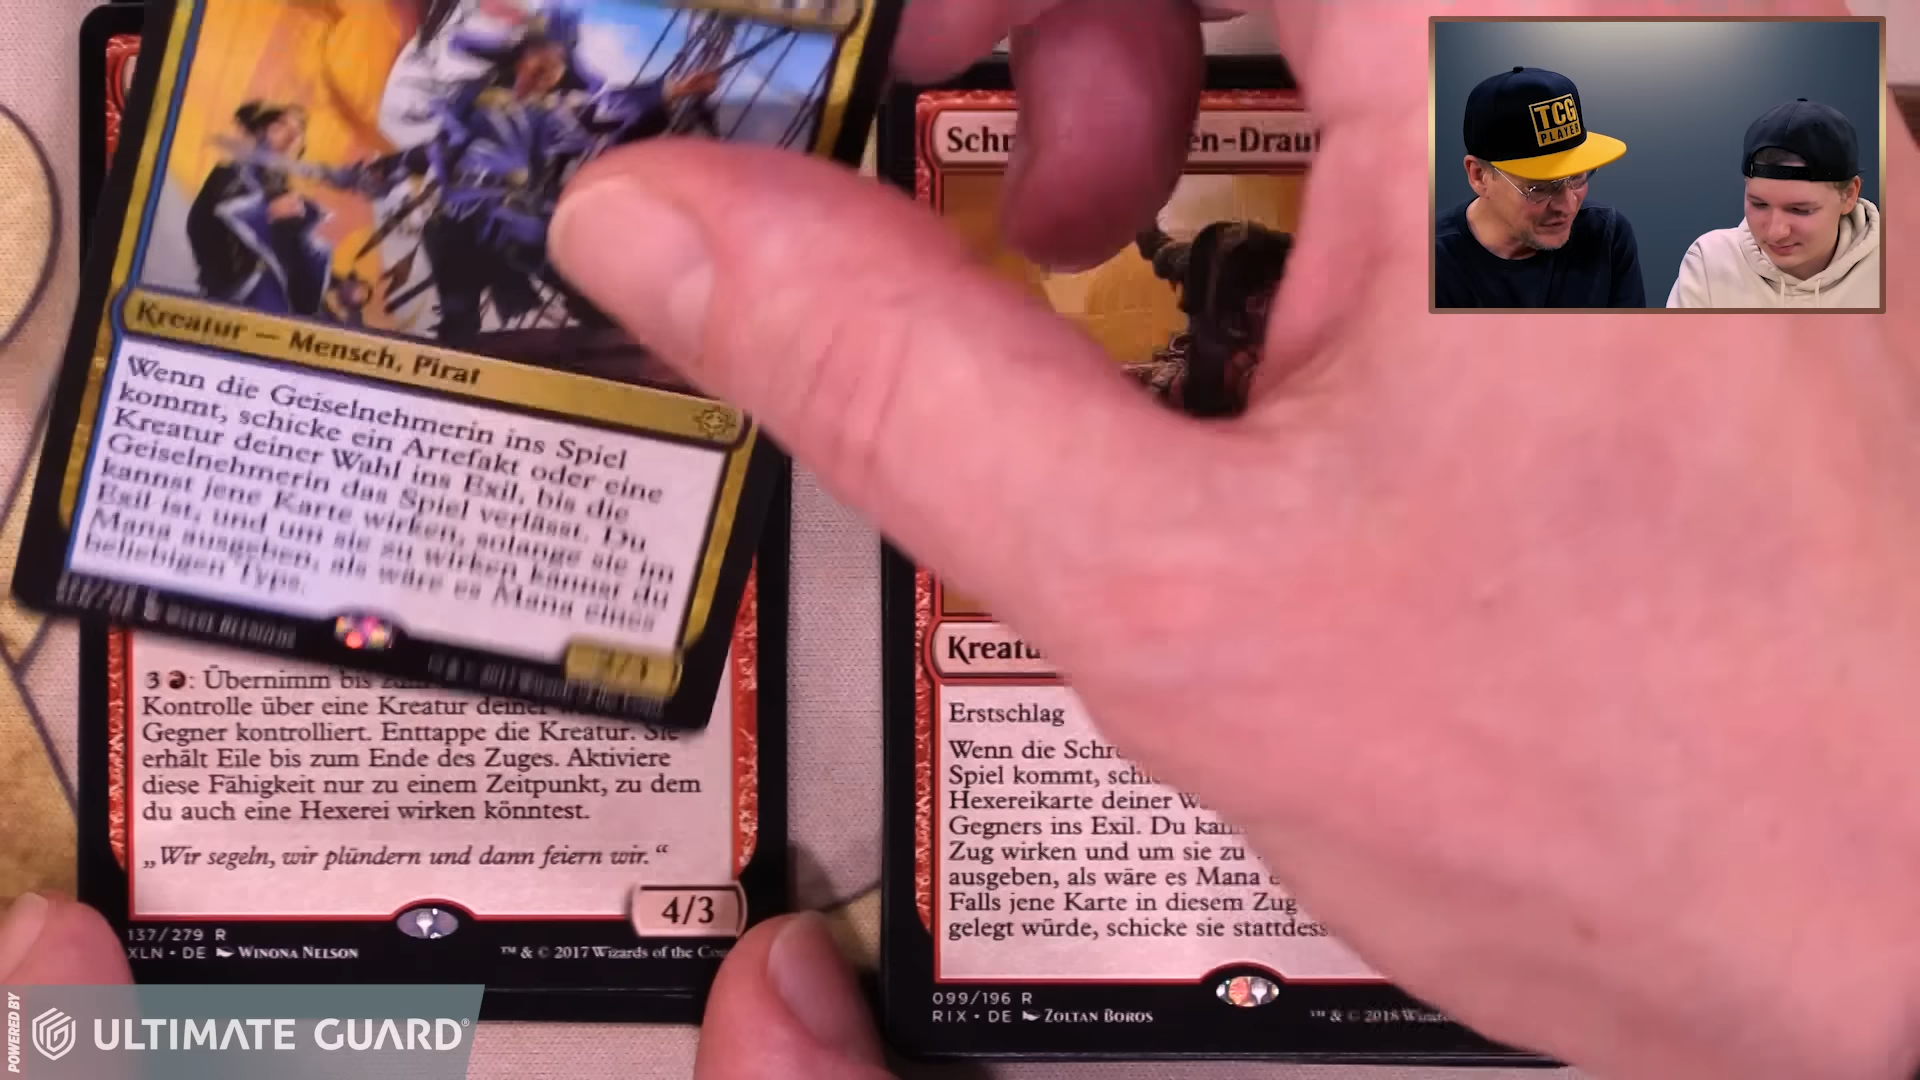 Kreatur — Mensch, Pirat
Wenn die Geiselnehmerin ins Spiel
kommt, schicke ein Artefakt oder eine
Kreatur deiner Wahl ins Exil, bis die
Geiselnehmerin das Spiel verlässt. Du
kannst jene Karte wirken, solange sie im
Exil ist, und um sie zu wirken kannst du
Mana ausgeben, als wäre es Mana eines
beliebigen Typs.
3 : Übernimm bis
Kontrolle über eine Kreatur deiner
Gegner kontrolliert. Enttappe die Kreatur. Sie
erhält Eile bis zum Ende des Zuges. Aktiviere
diese Fähigkeit nur zu einem Zeitpunkt, zu dem
du auch eine Hexerei wirken könntest.
„Wir segeln, wir plündern und dann feiern wir.“
4/3
137/279 R
XLN • DE WINONA NELSON
™ & © 2017 Wizards of the
Erstschlag
Wenn die
Spiel kommt,
Hexereikarte deiner
Gegners ins Exil. Du
Zug wirken und um sie zu
ausgeben, als wäre es Mana
Falls jene Karte in diesem Zug
gelegt würde, schicke sie
099/196 R
RIX • DE ZOLTAN BOROS
™ & © 2018
TCG
PLAYER
POWERED BY
ULTIMATE GUARD®